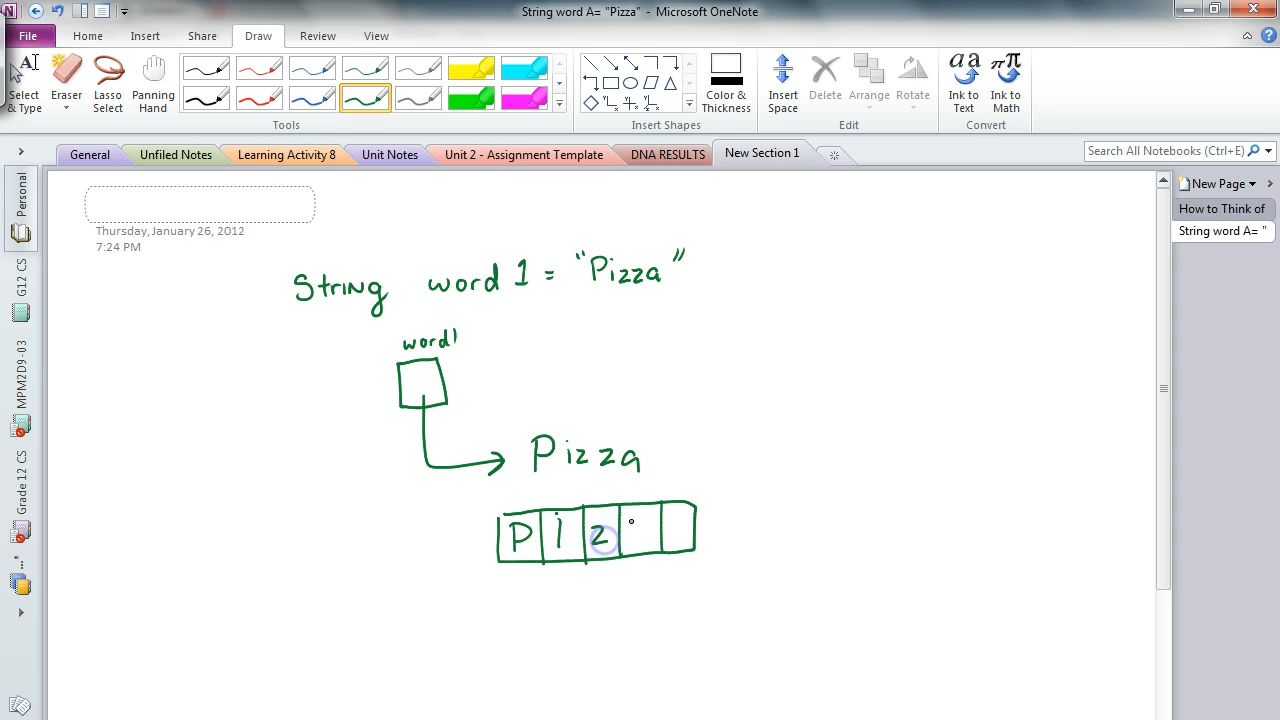 String word A= "Pizza" - Microsoft OneNote
File Home Insert Share Draw Review View
Select & Type
Eraser
Lasso Select
Panning Hand
Color & Thickness
Insert Space
Delete
Arrange
Rotate
Ink to Text
Ink to Math
Tools
Insert Shapes
Edit
Convert
General
Unfiled Notes
Learning Activity 8
Unit Notes
Unit 2 - Assignment Template
DNA RESULTS
New Section 1
Search All Notebooks (Ctrl+E)
Personal
G12 CS
MPM2D9-03
Grade 12 CS
New Page
How to Think of
String word A= "
Thursday, January 26, 2012
7:24 PM
String word 1 = "Pizza"
word1
Pizza
P i z